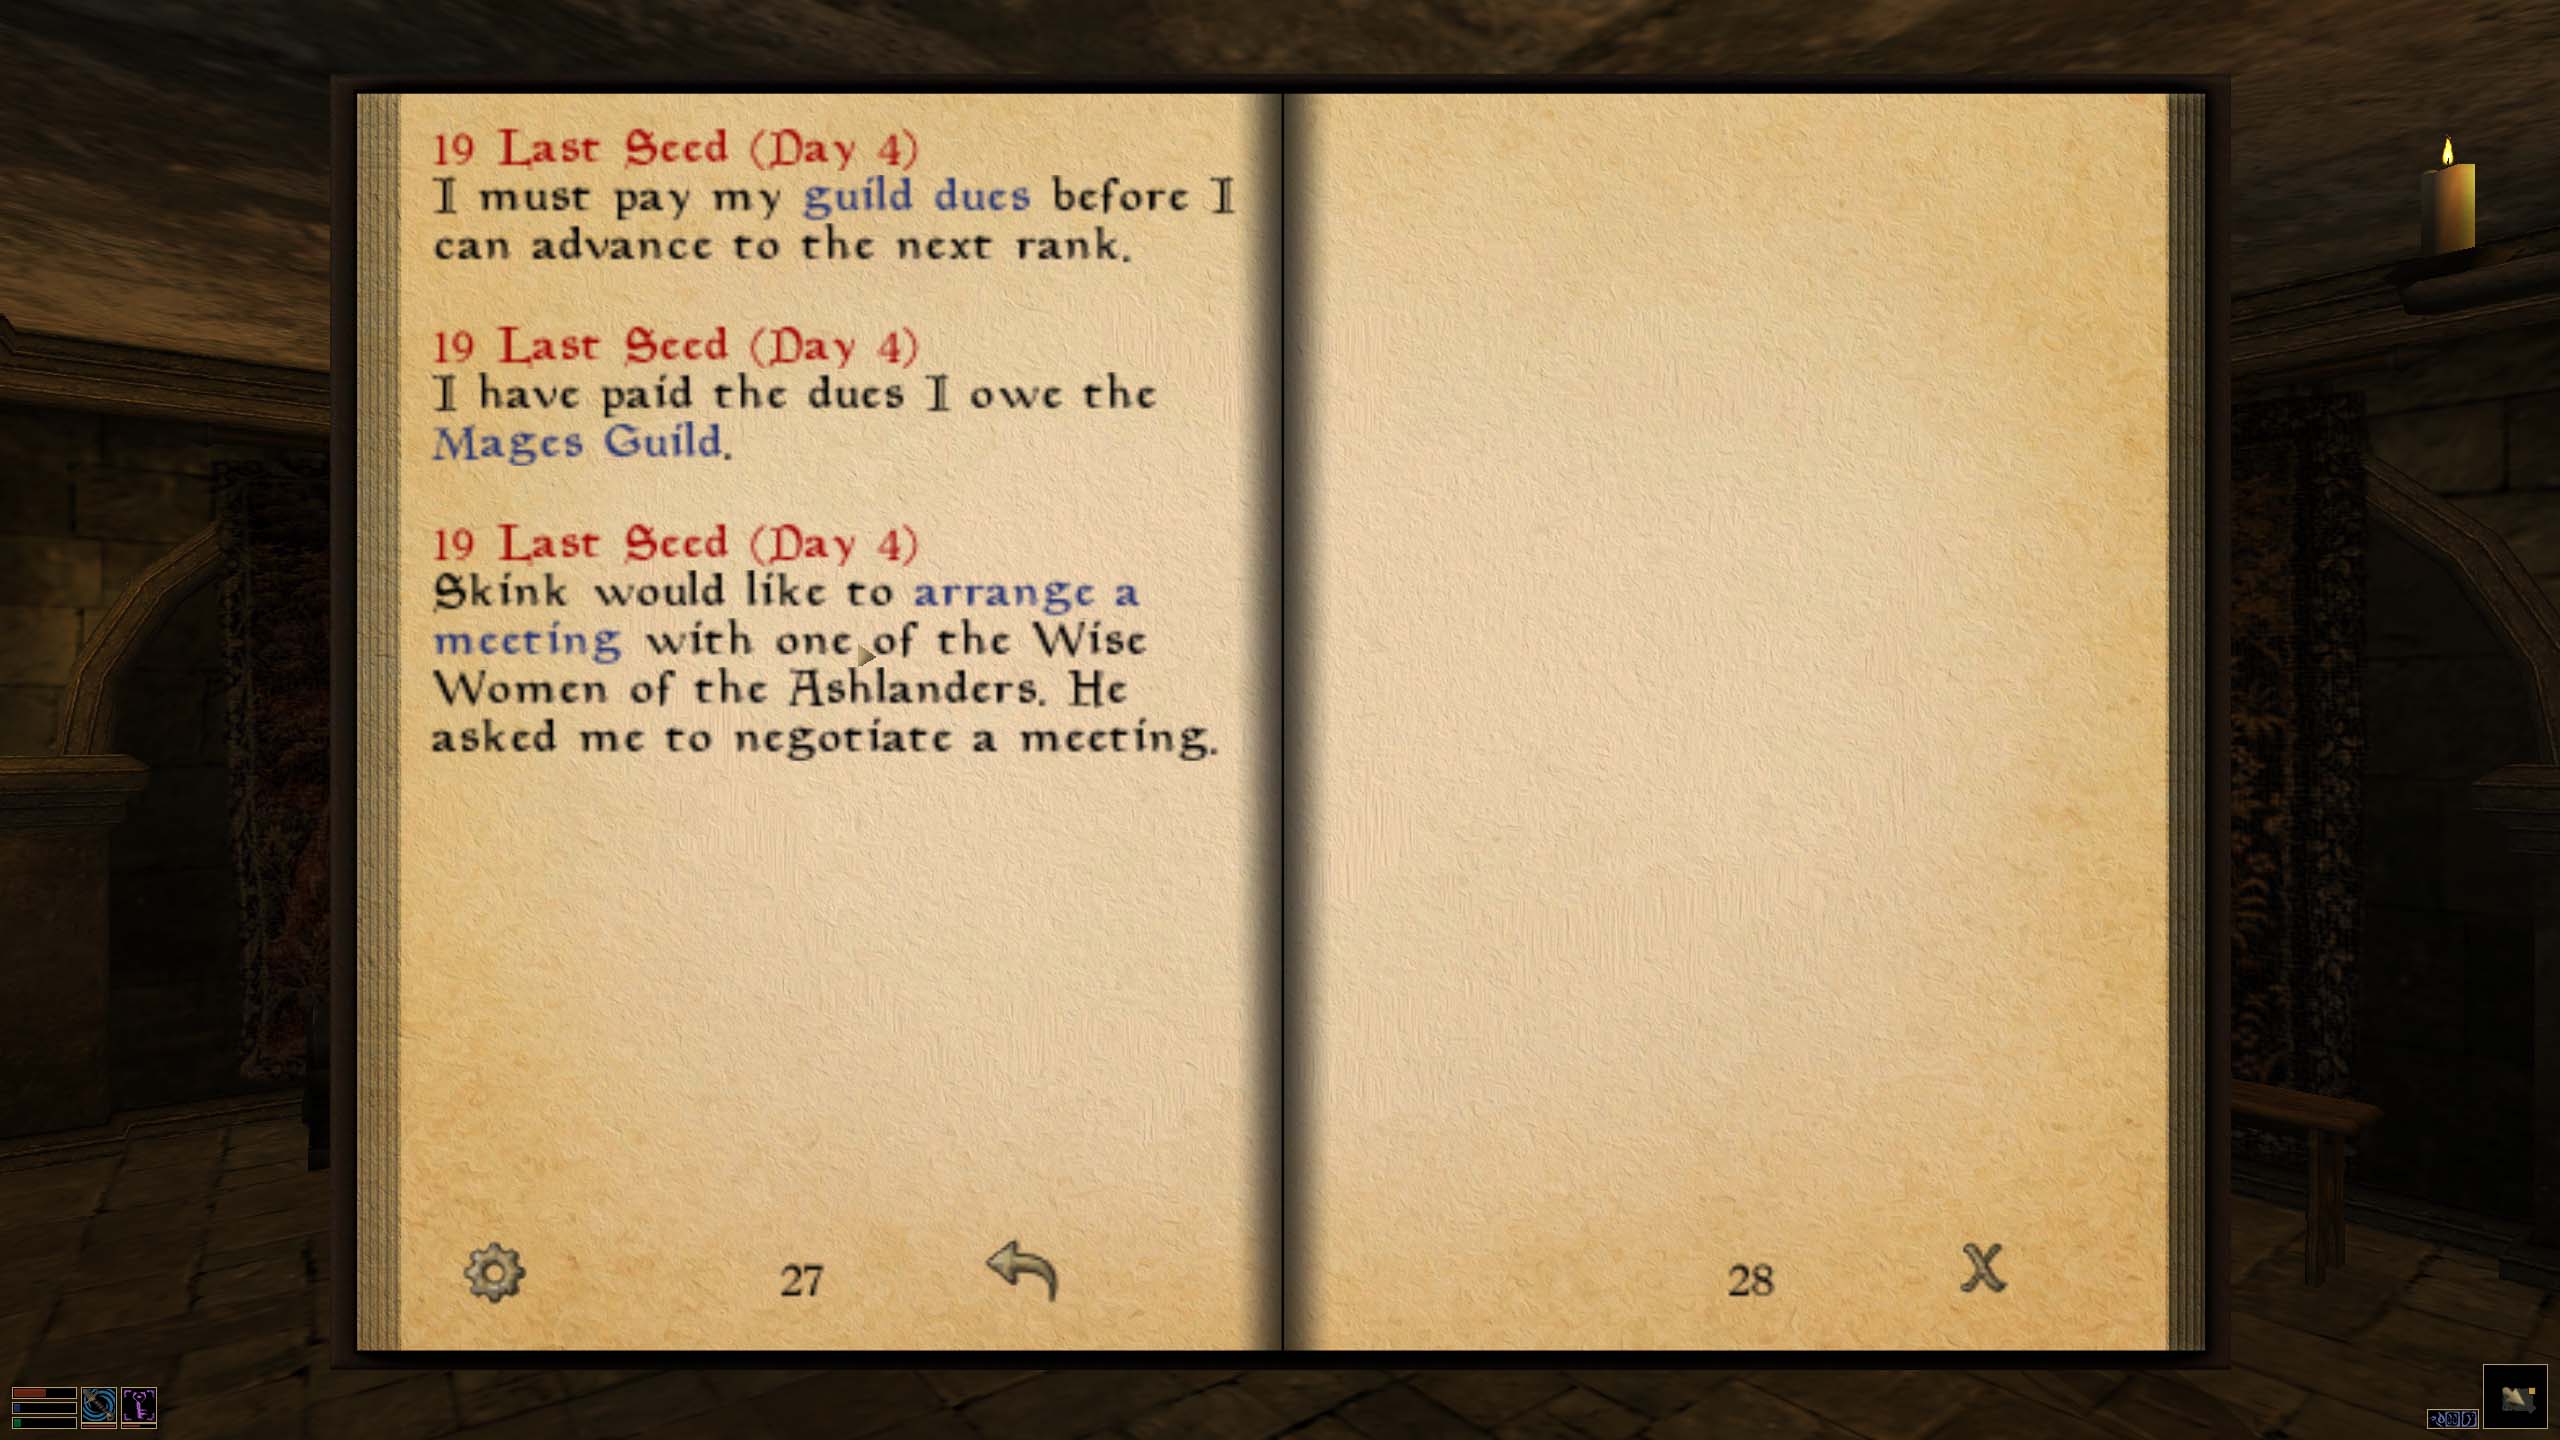 19 Last Seed (Day 4)
I must pay my guild dues before I
can advance to the next rank.
19 Last Seed (Day 4)
I have paid the dues I owe the
Mages Guild.
19 Last Seed (Day 4)
Skink would like to arrange a
meeting with one of the Wise
Women of the Ashlanders. He
asked me to negotiate a meeting.
27
28